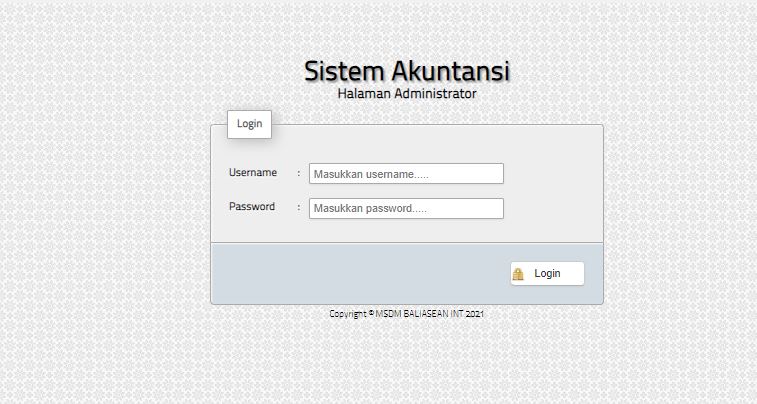 Sistem Akuntansi
Halaman Administrator
Login
Username : Masukkan username.....
Password : Masukkan password.....
Login
Copyright © MSDM BALIASEAN INT 2021